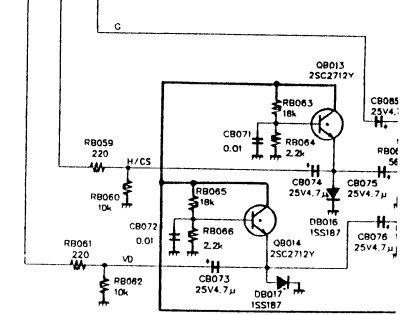 G
QB013
2SC2712Y
RB063
18k
CB085
25V4.7
CB071
0.01
RB064
2.2k
RB059
220
H/CS
RB060
10k
CB074
25V4.7μ
CB075
25V4.7μ
56
RB065
18k
DB016
1SS187
CB072
0.01
RB066
2.2k
QB014
2SC2712Y
CB076
25V4.7μ
RB061
220
VD
RB062
10k
CB073
25V4.7μ
DB017
1SS187